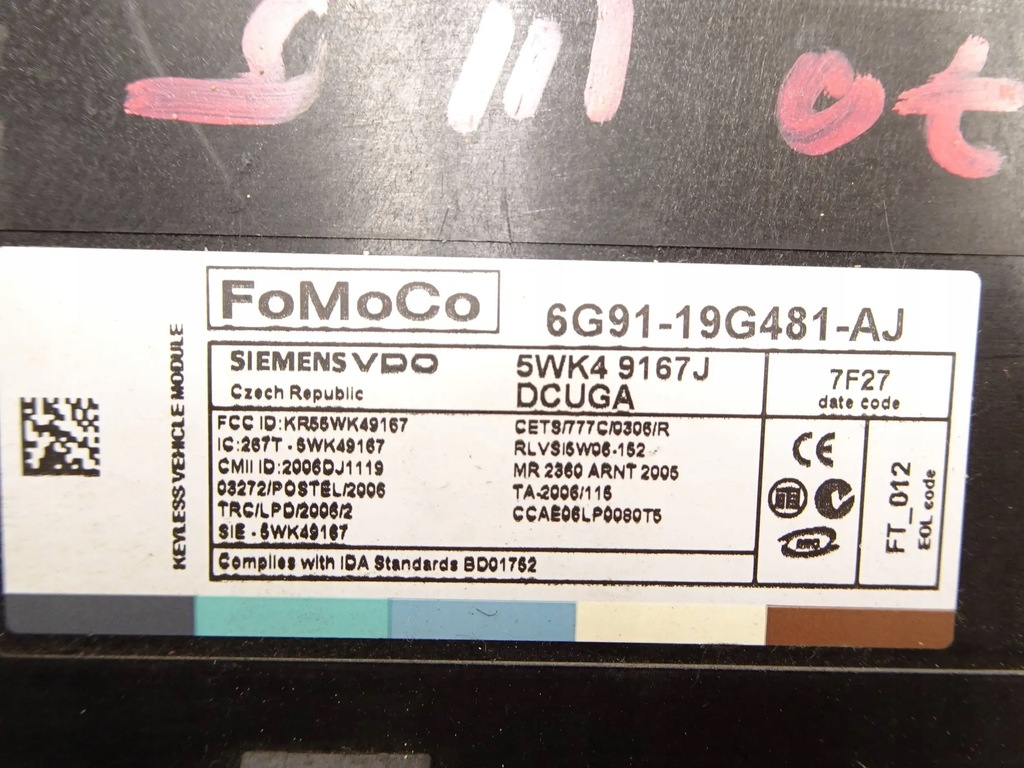 FoMoCo
6G91-19G481-AJ
KEYLESS VEHICLE MODULE
SIEMENS VDO
Czech Republic
5WK4 9167J
DCUGA
7F27
date code
FCC ID:KR55WK49167
IC:267T - 5WK49167
CMII ID:2006DJ1119
03272/POSTEL/2006
TRC/LPD/2006/2
SIE - 5WK49167
CETS/777C/0306/R
RLVSI5W06-152
MR 2360 ARNT 2005
TA-2006/115
CCAE06LP0080T5
CE
FT_012
EOL code
Complies with IDA Standards BD01752